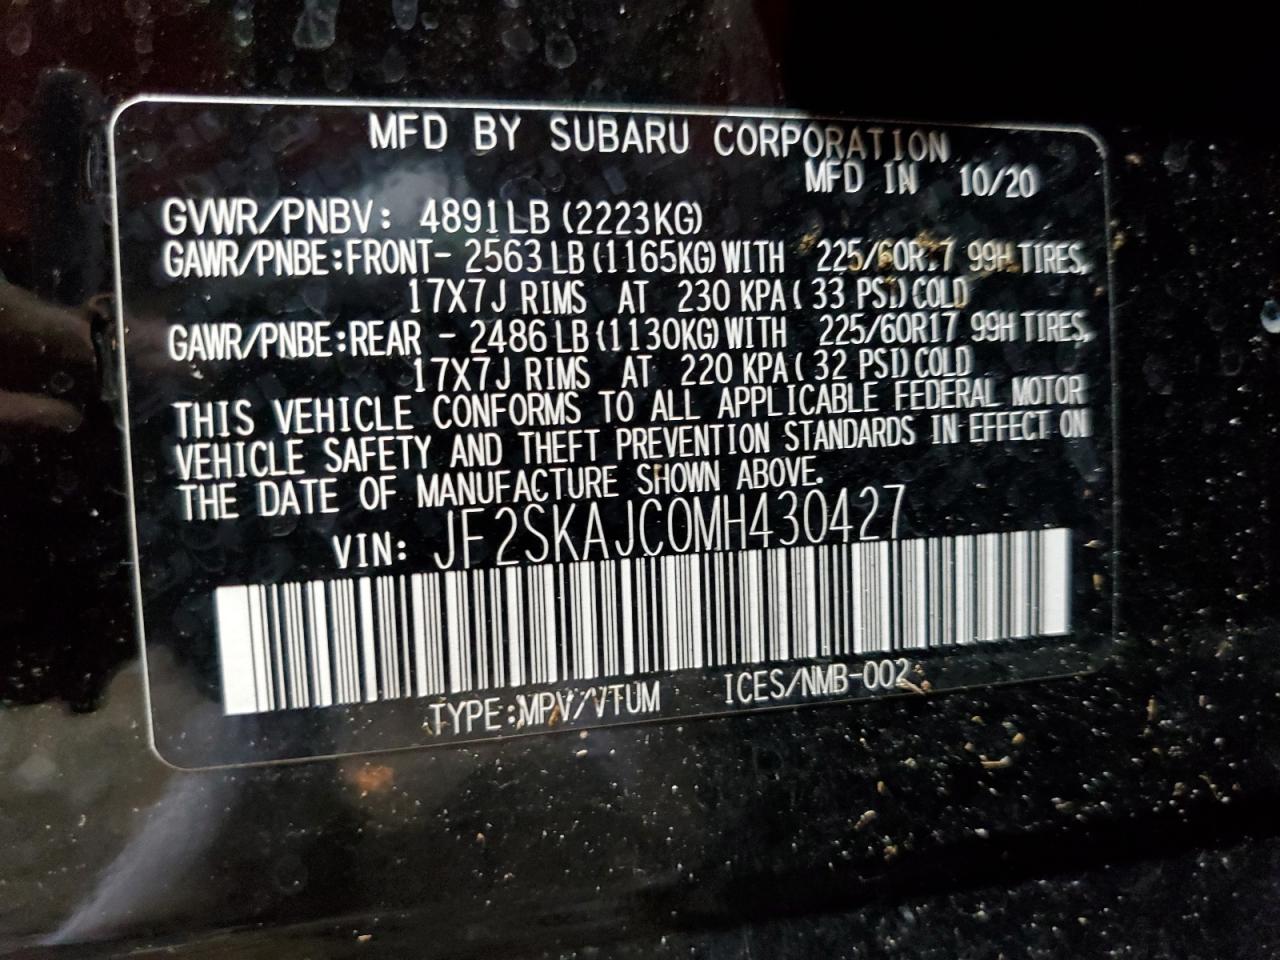 MFD BY SUBARU CORPORATION
MFD IN 10/20
GVWR/PNBV: 4891LB (2223KG)
GAWR/PNBE:FRONT- 2563 LB (1165KG) WITH 225/60R17 99H TIRES,
17X7J RIMS AT 230 KPA ( 33 PSI) COLD
GAWR/PNBE:REAR - 2486 LB (1130KG) WITH 225/60R17 99H TIRES,
17X7J RIMS AT 220 KPA ( 32 PSI) COLD
THIS VEHICLE CONFORMS TO ALL APPLICABLE FEDERAL MOTOR
VEHICLE SAFETY AND THEFT PREVENTION STANDARDS IN EFFECT ON
THE DATE OF MANUFACTURE SHOWN ABOVE.
VIN: JF2SKAJC0MH430427
TYPE:MPV/VTUM ICES/NMB-002